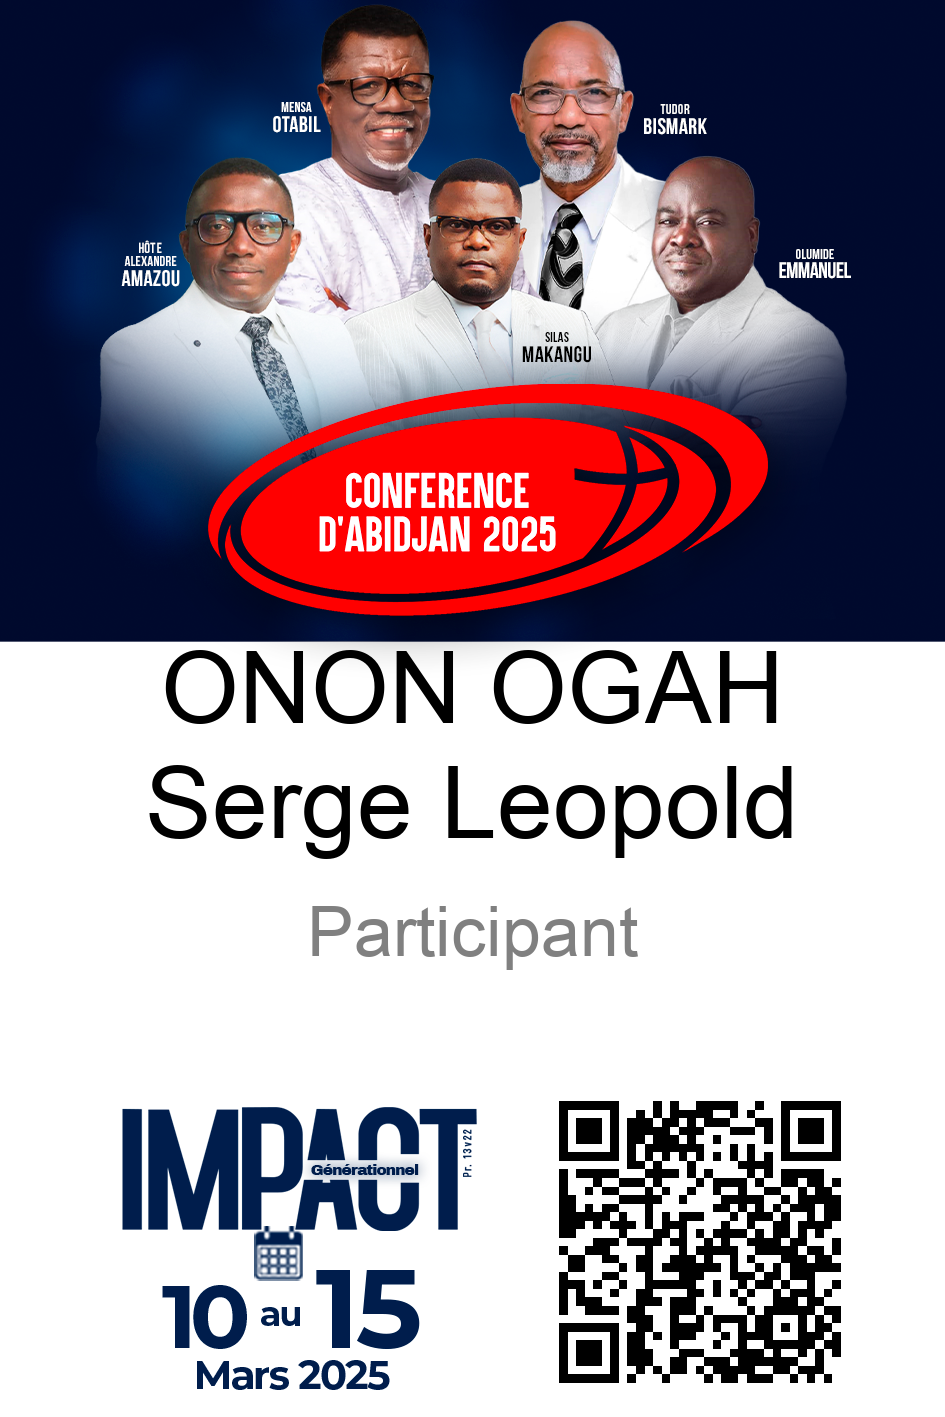 MENSA
OTABIL
TUDOR
BISMARK
HÔTE
ALEXANDRE
AMAZOU
OLUMIDE
EMMANUEL
SILAS
MAKANGU
CONFERENCE
D'ABIDJAN 2025
ONON OGAH
Serge Leopold
Participant
IMPACT
Générationnel
Pr. 13v22
10 au 15
Mars 2025